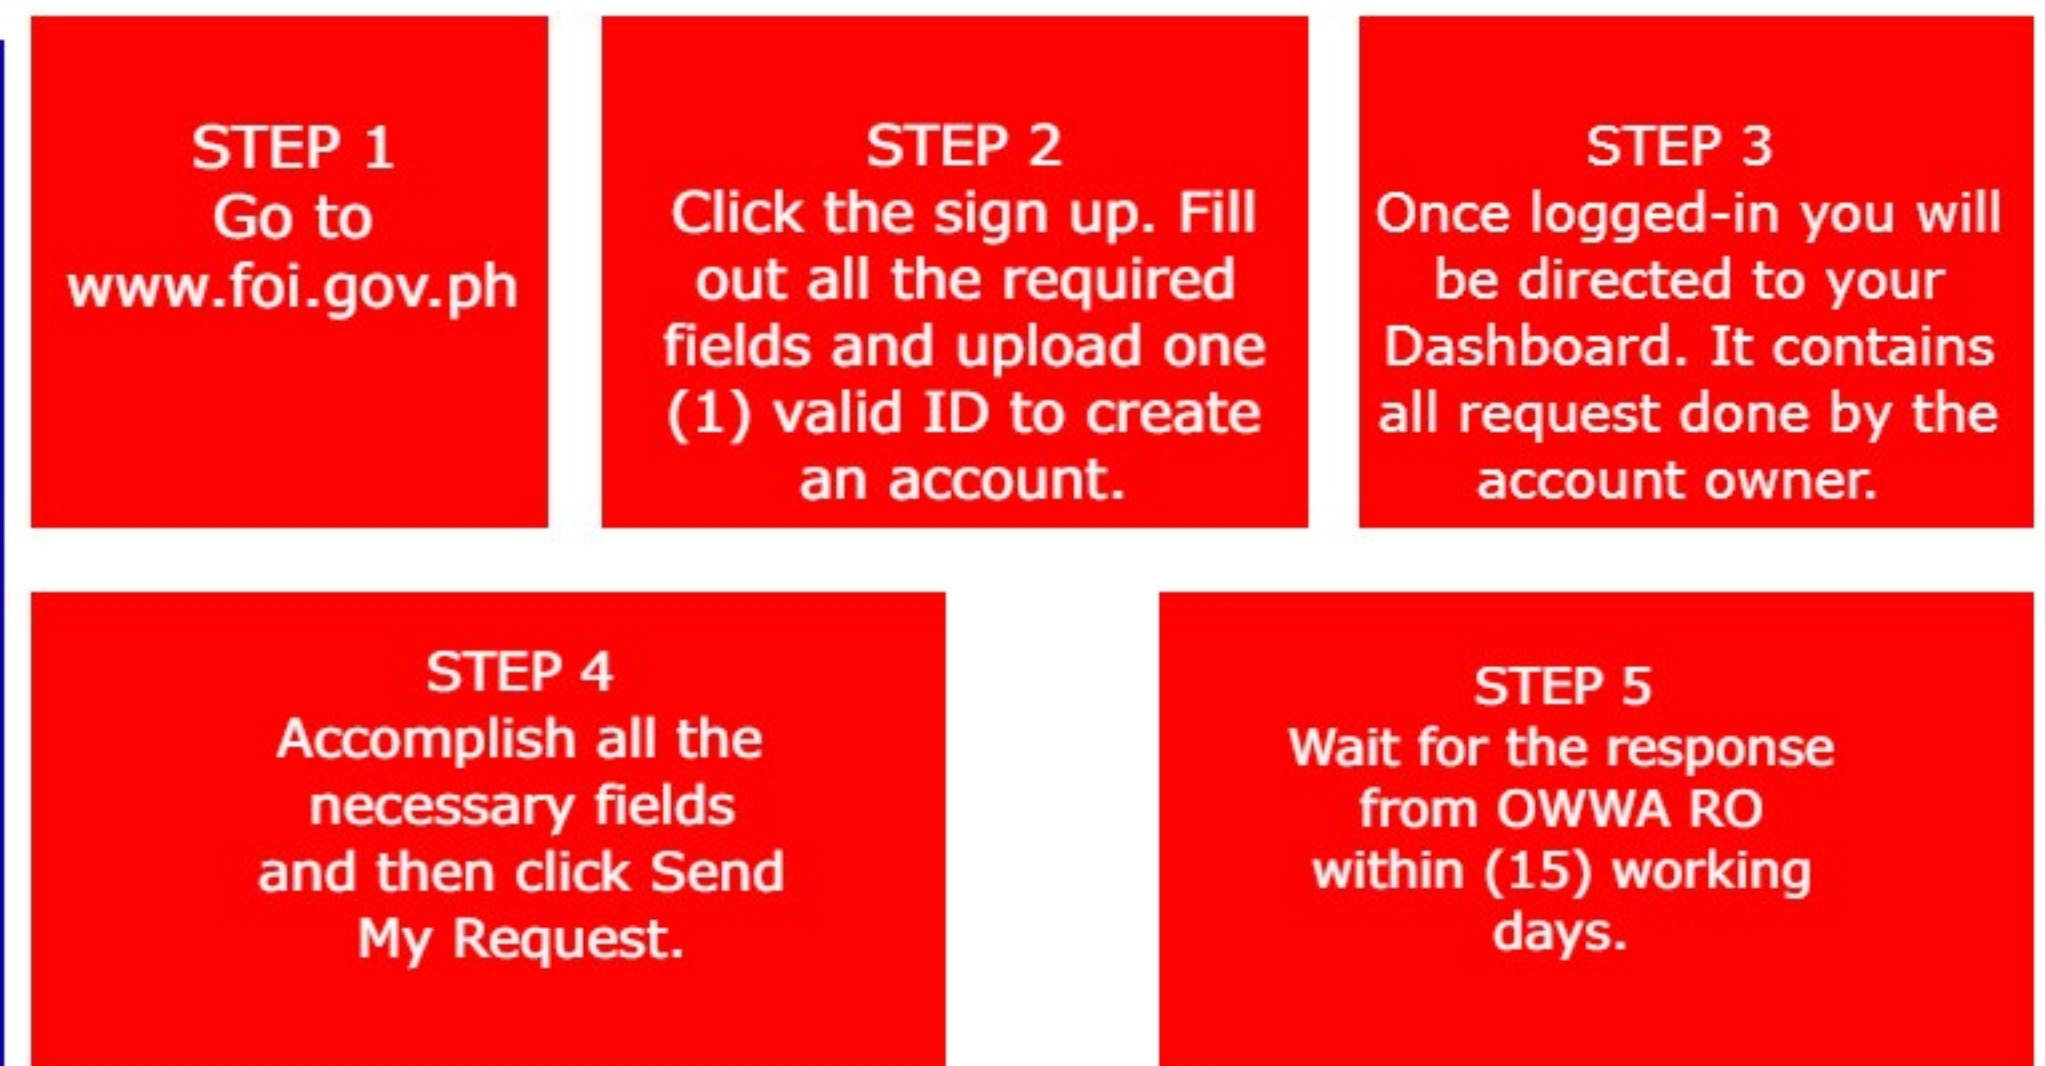 STEP 1
Go to
www.foi.gov.ph
STEP 2
Click the sign up. Fill
out all the required
fields and upload one
(1) valid ID to create
an account.
STEP 3
Once logged-in you will
be directed to your
Dashboard. It contains
all request done by the
account owner.
STEP 4
Accomplish all the
necessary fields
and then click Send
My Request.
STEP 5
Wait for the response
from OWWA RO
within (15) working
days.